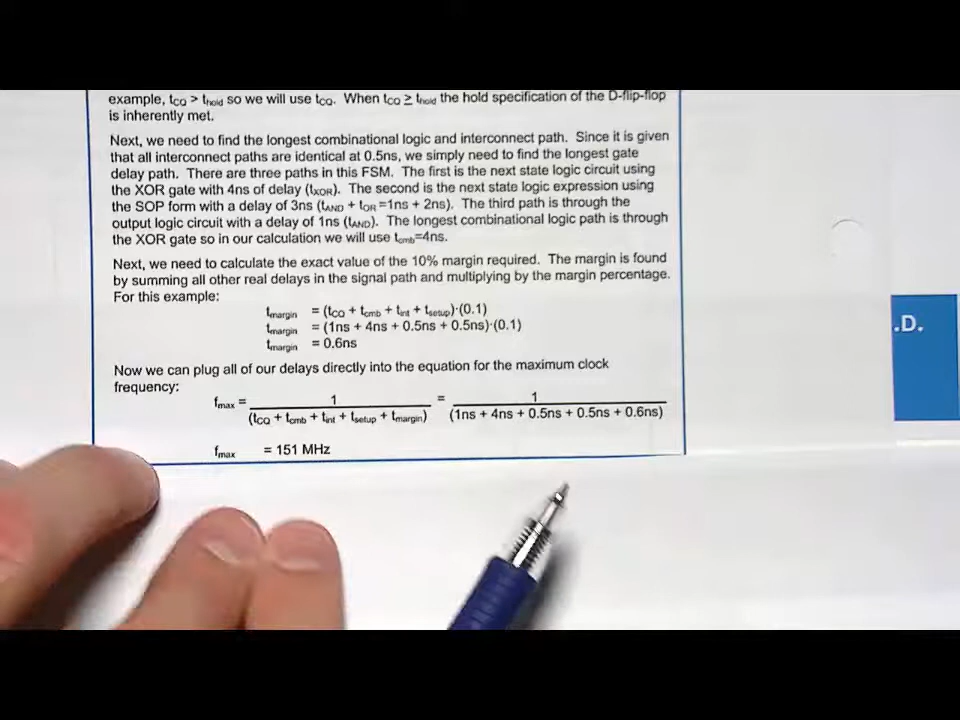 example, tCQ > thold so we will use tCQ. When tCQ ≥ thold the hold specification of the D-flip-flop
is inherently met.
Next, we need to find the longest combinational logic and interconnect path. Since it is given
that all interconnect paths are identical at 0.5ns, we simply need to find the longest gate
delay path. There are three paths in this FSM. The first is the next state logic circuit using
the XOR gate with 4ns of delay (tXOR). The second is the next state logic expression using
the SOP form with a delay of 3ns (tAND + tOR =1ns + 2ns). The third path is through the
output logic circuit with a delay of 1ns (tAND). The longest combinational logic path is through
the XOR gate so in our calculation we will use tcmb=4ns.
Next, we need to calculate the exact value of the 10% margin required. The margin is found
by summing all other real delays in the signal path and multiplying by the margin percentage.
For this example:
tmargin = (tCQ + tcmb + tint + tsetup)·(0.1)
tmargin = (1ns + 4ns + 0.5ns + 0.5ns)·(0.1)
tmargin = 0.6ns
Now we can plug all of our delays directly into the equation for the maximum clock
frequency:
fmax = 1 / (tCQ + tcmb + tint + tsetup + tmargin) = 1 / (1ns + 4ns + 0.5ns + 0.5ns + 0.6ns)
fmax = 151 MHz
.D.